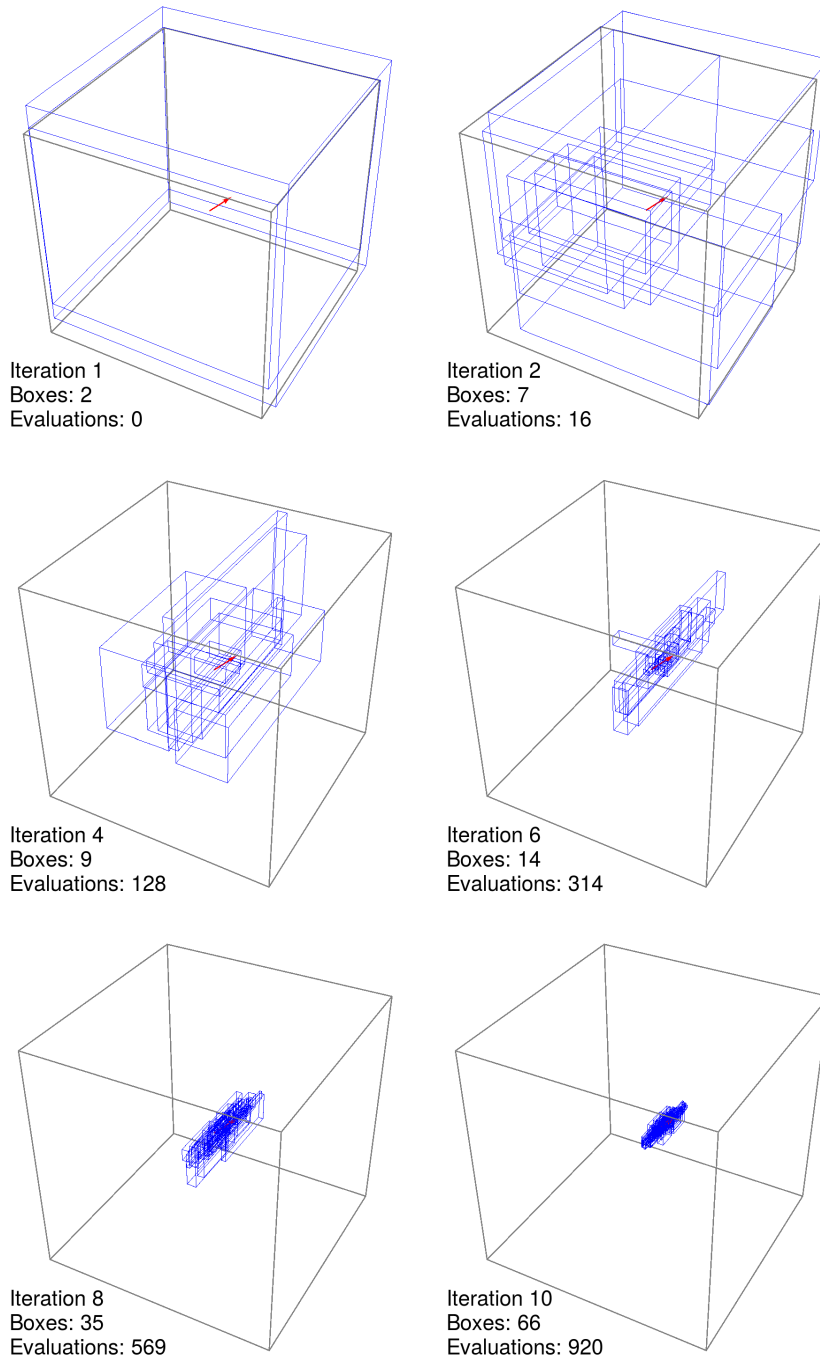 Iteration 1
Boxes: 2
Evaluations: 0
Iteration 2
Boxes: 7
Evaluations: 16
Iteration 4
Boxes: 9
Evaluations: 128
Iteration 6
Boxes: 14
Evaluations: 314
Iteration 8
Boxes: 35
Evaluations: 569
Iteration 10
Boxes: 66
Evaluations: 920